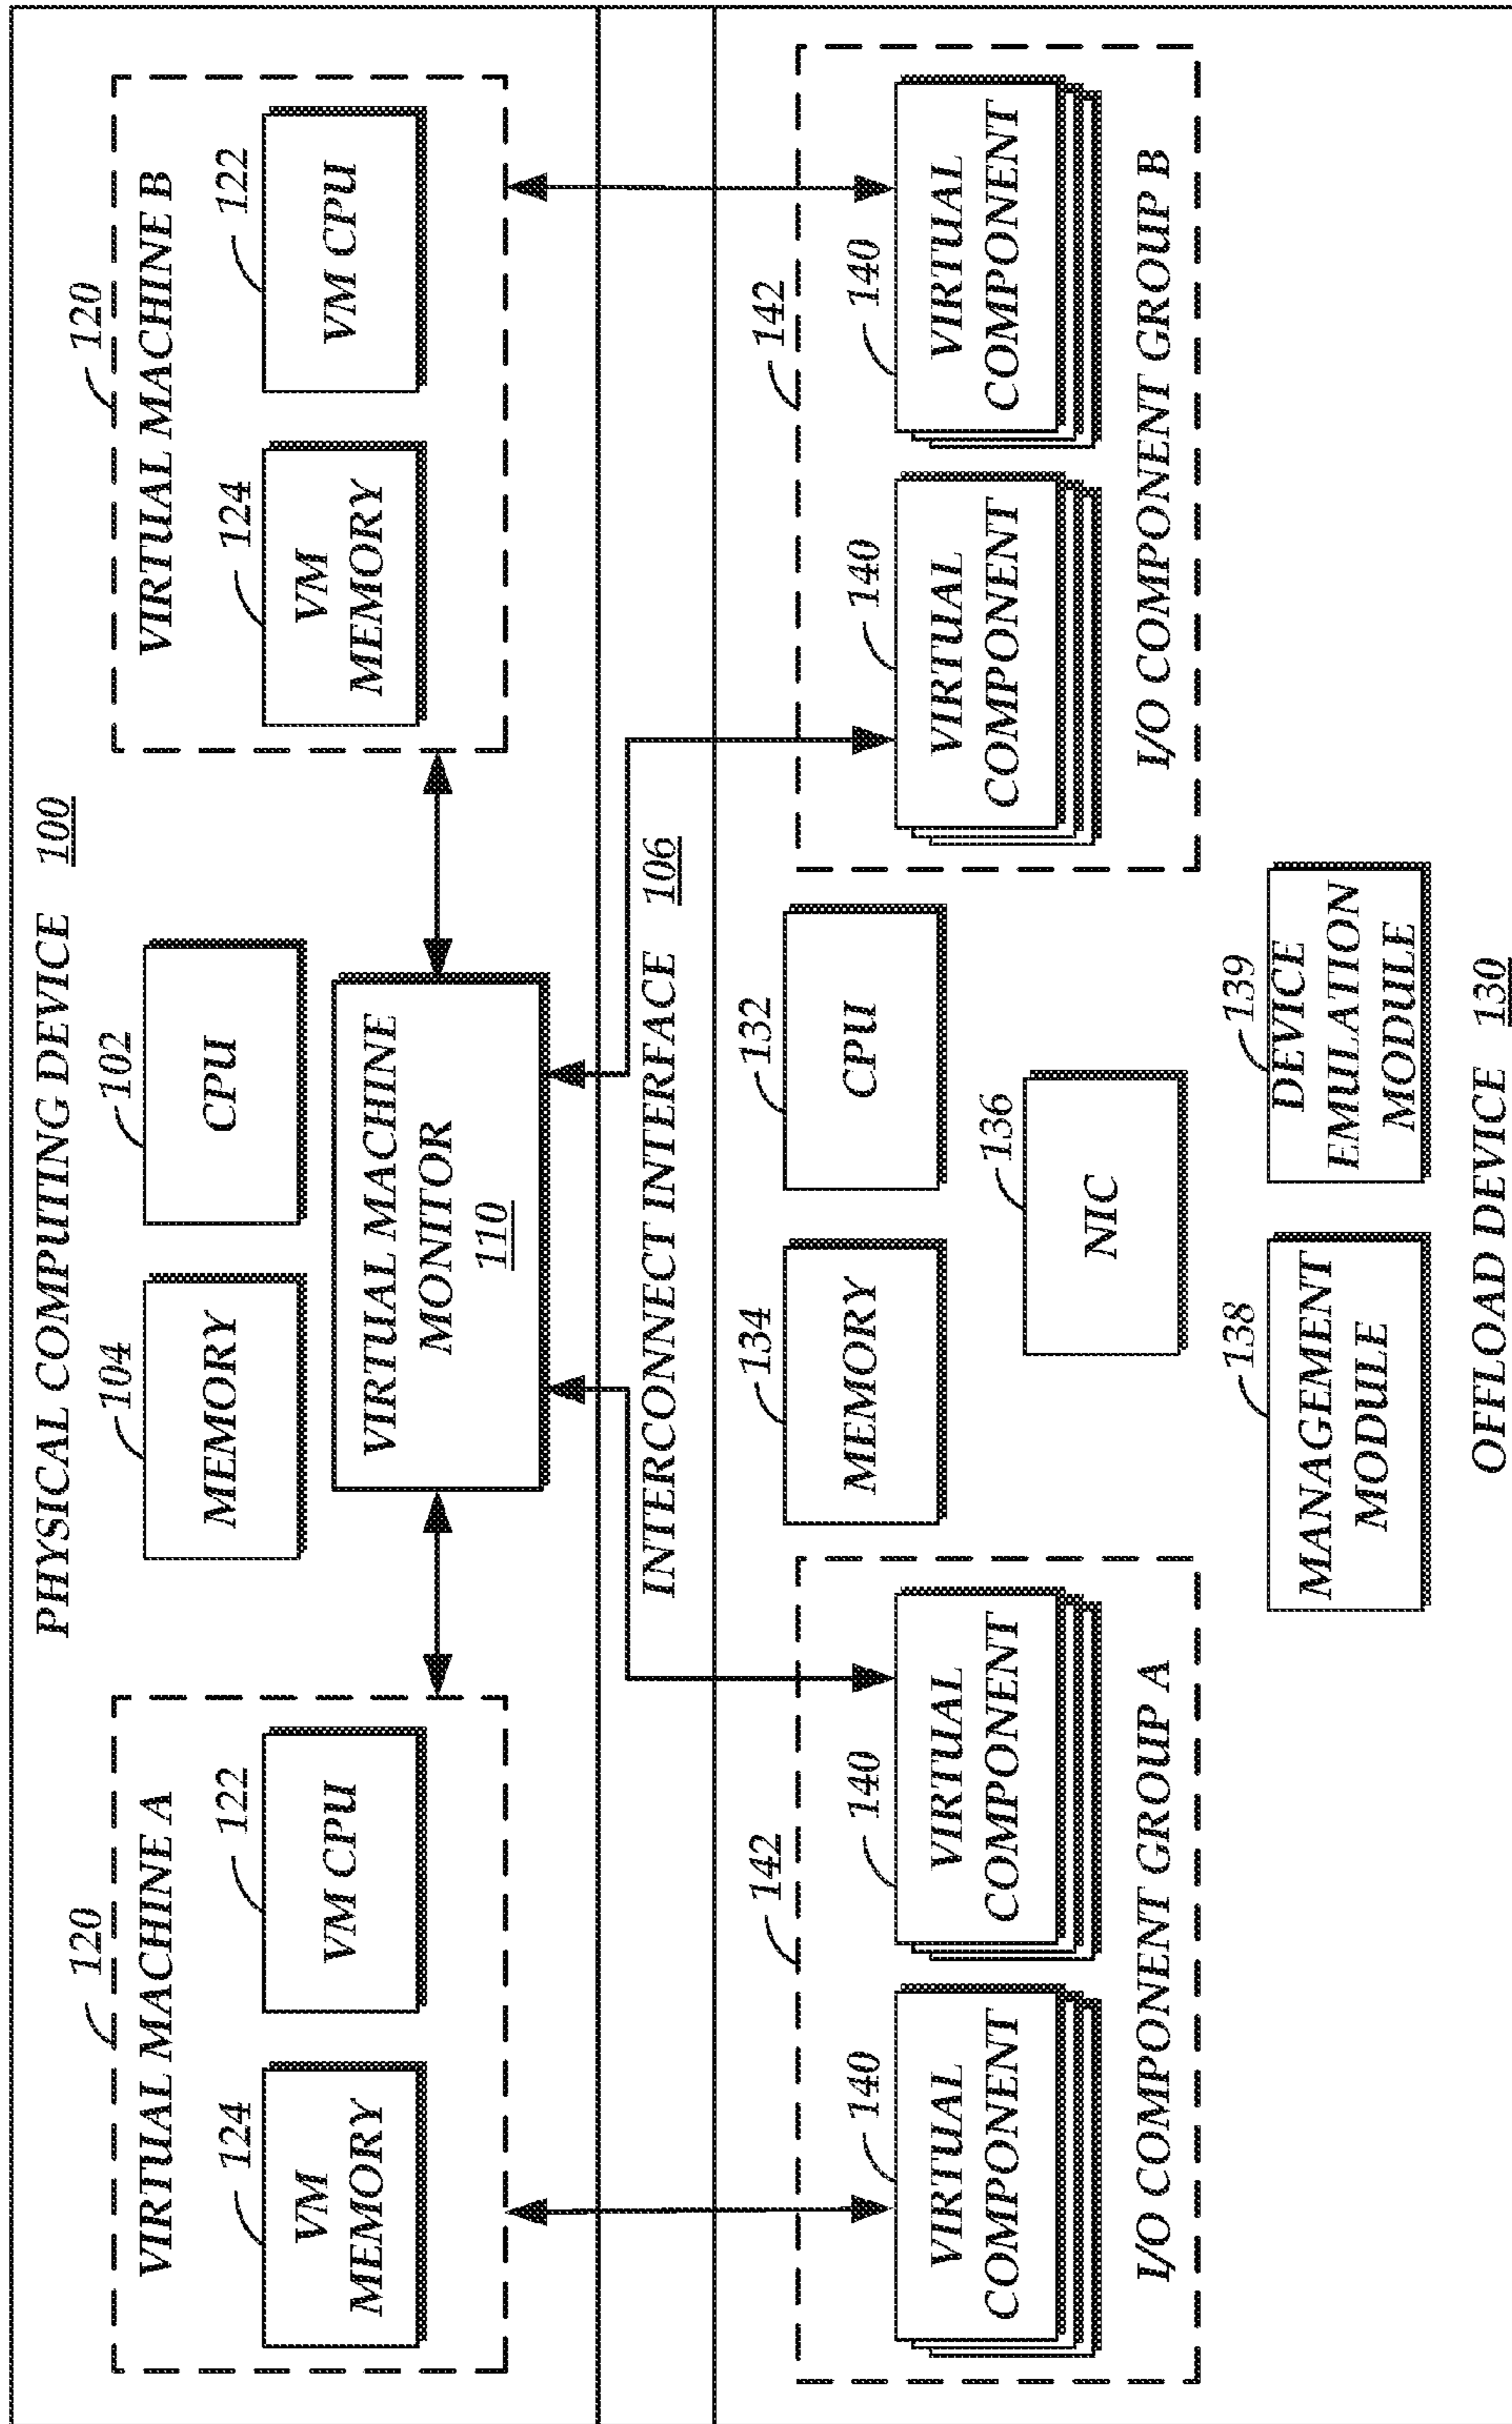 PHYSICAL COMPUTING DEVICE 100
120
VIRTUAL MACHINE A
124
VM
MEMORY
122
VM CPU
104
MEMORY
102
CPU
VIRTUAL MACHINE
MONITOR
110
120
VIRTUAL MACHINE B
124
VM
MEMORY
122
VM CPU
INTERCONNECT INTERFACE 106
142
140
VIRTUAL
COMPONENT
140
VIRTUAL
COMPONENT
I/O COMPONENT GROUP A
134
MEMORY
132
CPU
136
NIC
142
140
VIRTUAL
COMPONENT
140
VIRTUAL
COMPONENT
I/O COMPONENT GROUP B
138
MANAGEMENT
MODULE
139
DEVICE
EMULATION
MODULE
OFFLOAD DEVICE 130